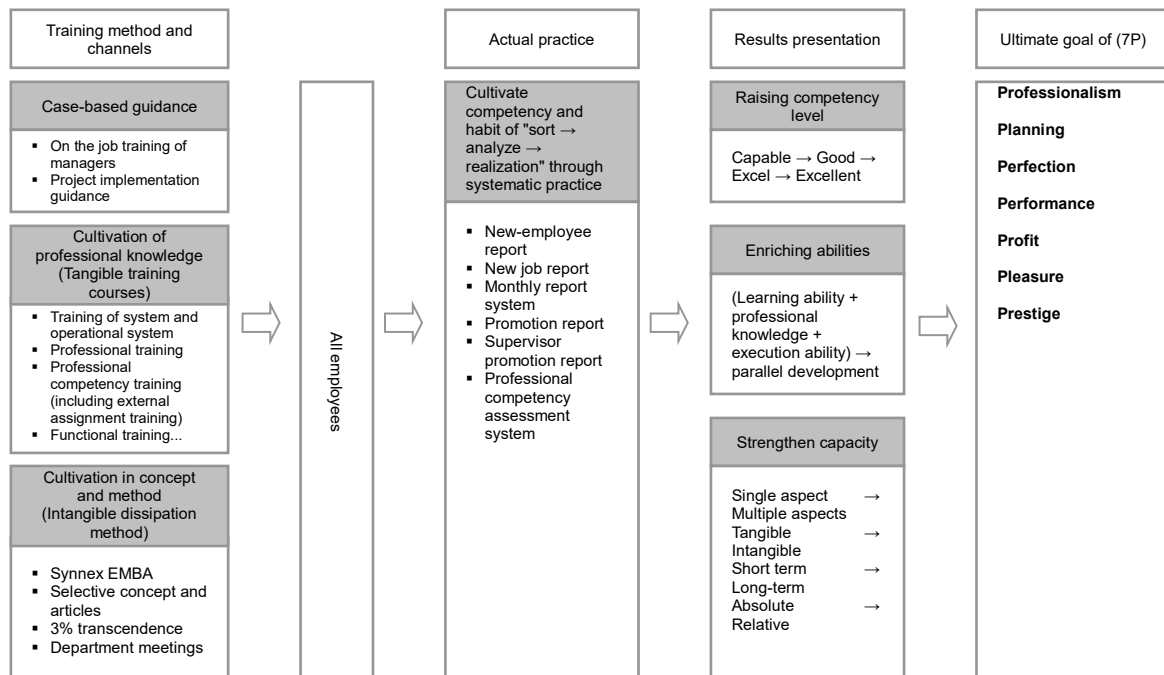 Training method and
channels
Case-based guidance
▪ On the job training of
managers
▪ Project implementation
guidance
Cultivation of
professional knowledge
(Tangible training
courses)
▪ Training of system and
operational system
▪ Professional training
▪ Professional
competency training
(including external
assignment training)
▪ Functional training...
Cultivation in concept
and method
(Intangible dissipation
method)
▪ Synnex EMBA
▪ Selective concept and
articles
▪ 3% transcendence
▪ Department meetings
All employees
Actual practice
Cultivate
competency and
habit of "sort →
analyze →
realization" through
systematic practice
▪ New-employee
report
▪ New job report
▪ Monthly report
system
▪ Promotion report
▪ Supervisor
promotion report
▪ Professional
competency
assessment
system
Results presentation
Raising competency
level
Capable → Good →
Excel → Excellent
Enriching abilities
(Learning ability +
professional
knowledge +
execution ability) →
parallel development
Strengthen capacity
Single aspect →
Multiple aspects
Tangible →
Intangible
Short term →
Long-term
Absolute →
Relative
Ultimate goal of (7P)
Professionalism
Planning
Perfection
Performance
Profit
Pleasure
Prestige